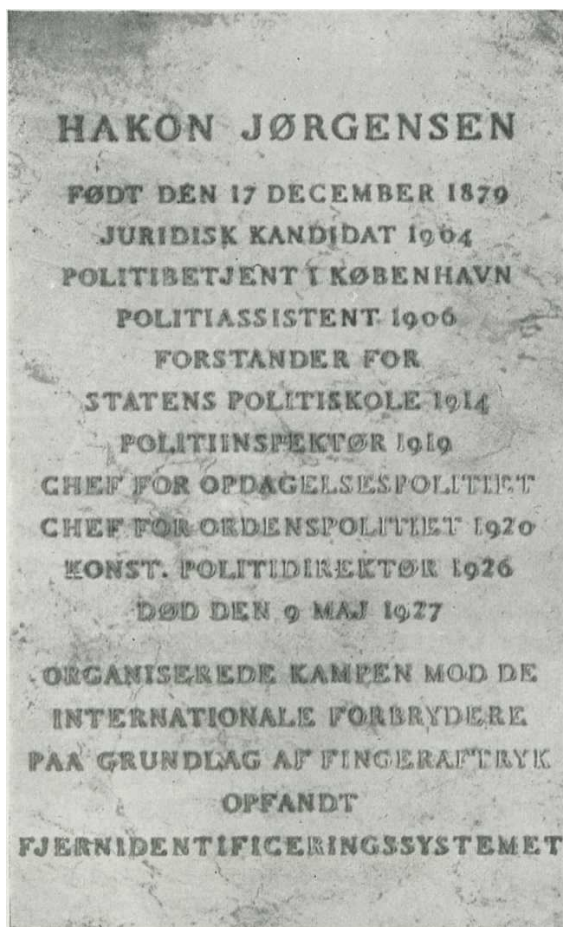 HAKON JØRGENSEN
FØDT DEN 17 DECEMBER 1879
JURIDISK KANDIDAT 1904
POLITIBETJENT I KØBENHAVN
POLITIASSISTENT 1906
FORSTANDER FOR
STATENS POLITISKOLE 1914
POLITIINSPEKTØR 1919
CHEF FOR OPDAGELSESPOLITIET
CHEF FOR ORDENSPOLITIET 1920
KONST. POLITIDIREKTØR 1926
DØD DEN 9 MAJ 1927
ORGANISEREDE KAMPEN MOD DE
INTERNATIONALE FORBRYDERE
PAA GRUNDLAG AF FINGERAFTRYK
OPFANDT
FJERNIDENTIFICERINGSSYSTEMET